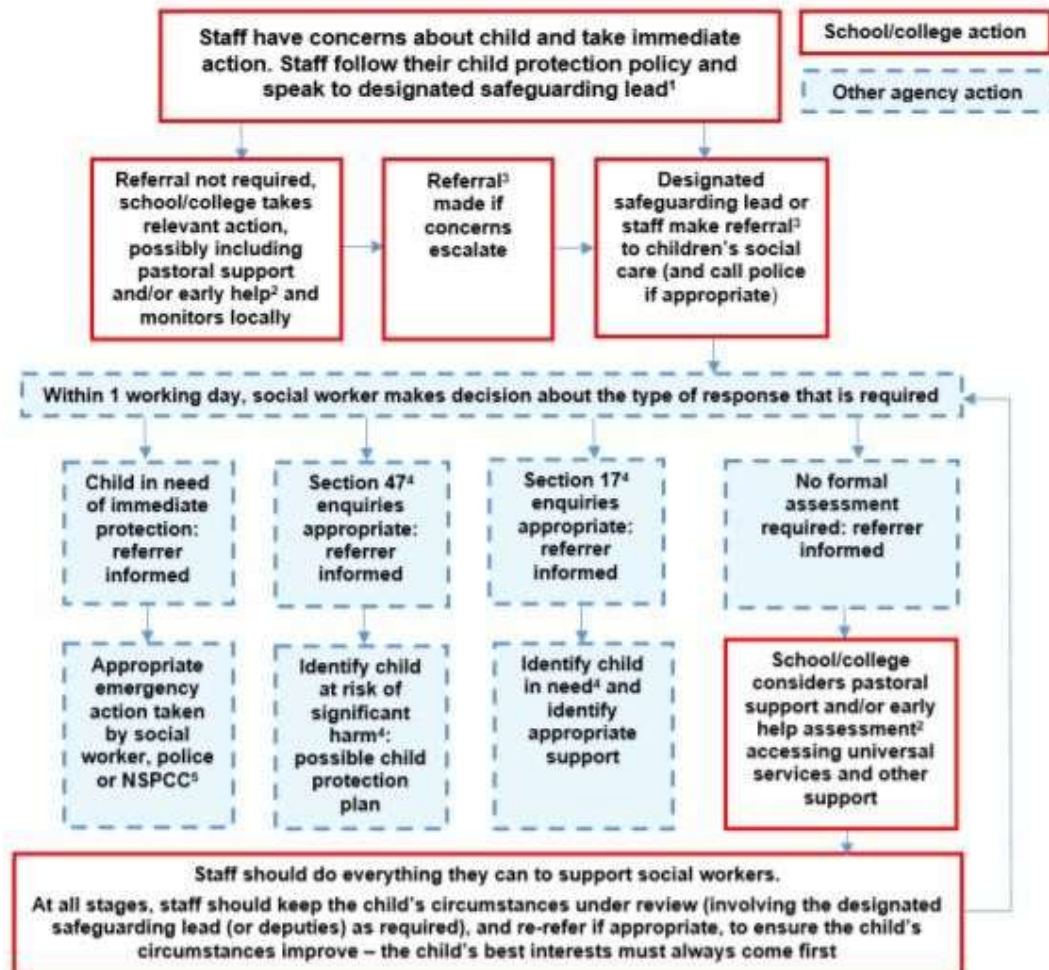 Staff have concerns about child and take immediate
action. Staff follow their child protection policy and
speak to designated safeguarding lead¹
School/college action
Other agency action
Referral not required,
school/college takes
relevant action,
possibly including
pastoral support
and/or early help² and
monitors locally
Referral³
made if
concerns
escalate
Designated
safeguarding lead or
staff make referral³
to children's social
care (and call police
if appropriate)
Within 1 working day, social worker makes decision about the type of response that is required
Child in need
of immediate
protection:
referrer
informed
Section 47⁴
enquiries
appropriate:
referrer
informed
Section 17⁴
enquiries
appropriate:
referrer
informed
No formal
assessment
required: referrer
informed
Appropriate
emergency
action taken
by social
worker, police
or NSPCC⁵
Identify child
at risk of
significant
harm⁴:
possible child
protection
plan
Identify child
in need⁴ and
identify
appropriate
support
School/college
considers pastoral
support and/or early
help assessment²
accessing universal
services and other
support
Staff should do everything they can to support social workers.
At all stages, staff should keep the child's circumstances under review (involving the designated
safeguarding lead (or deputies) as required), and re-refer if appropriate, to ensure the child's
circumstances improve – the child's best interests must always come first